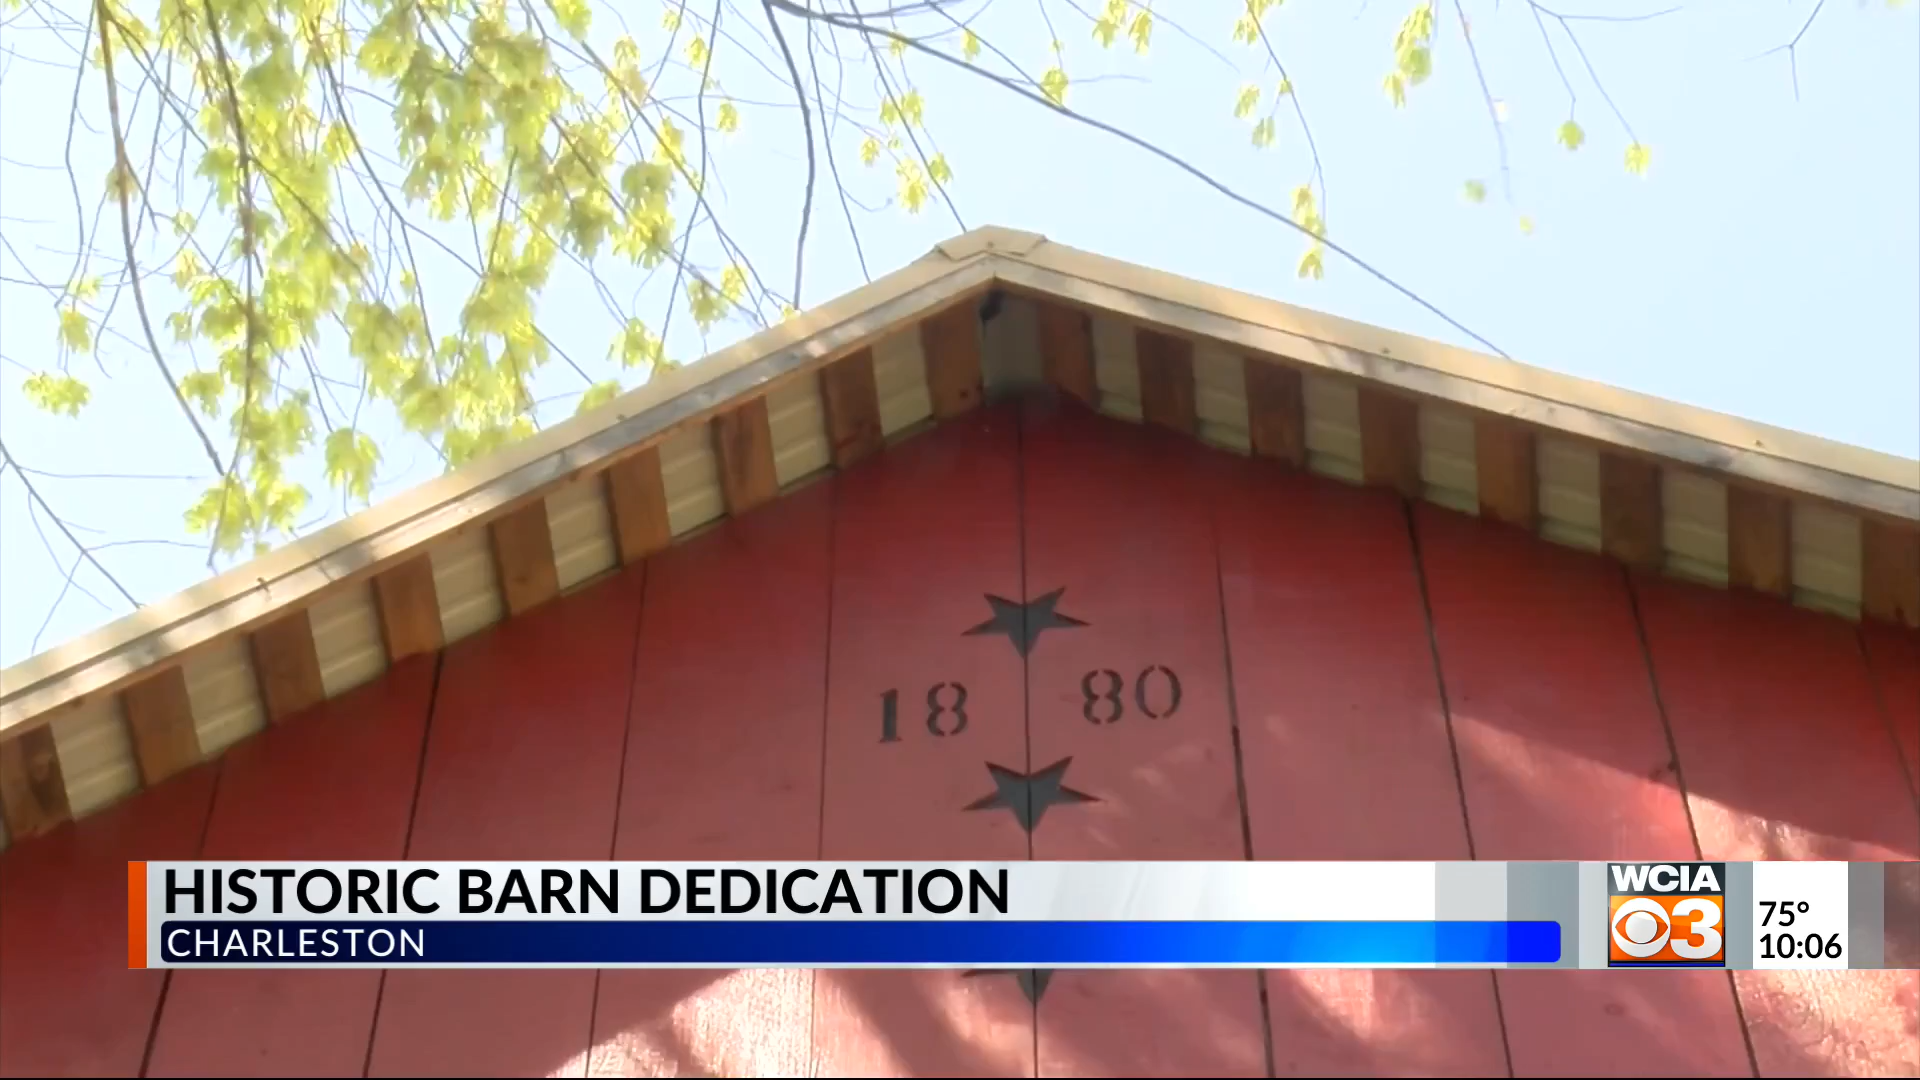 18 80
HISTORIC BARN DEDICATION
CHARLESTON
WCIA
3
75°
10:06